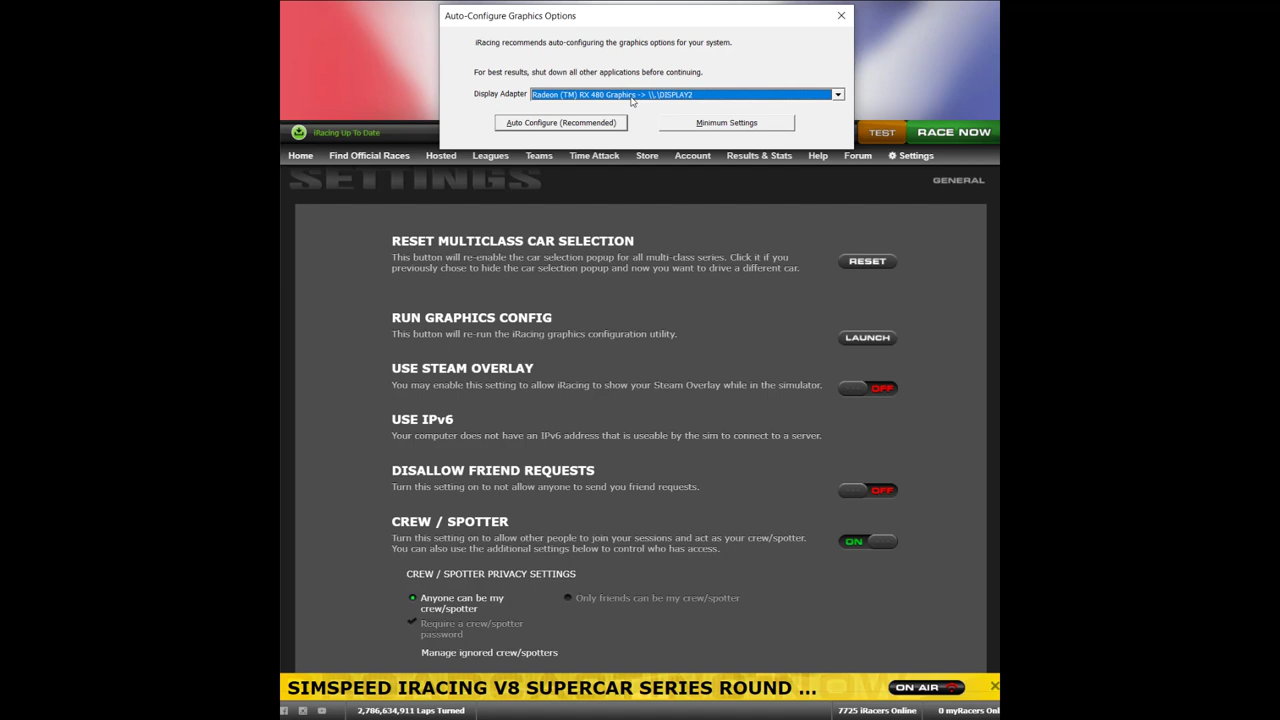 Auto-Configure Graphics Options
iRacing recommends auto-configuring the graphics options for your system.
For best results, shut down all other applications before continuing.
Display Adapter
Radeon (TM) RX 480 Graphics -> \\.\DISPLAY2
Auto Configure (Recommended)
Minimum Settings
iRacing Up To Date
TEST
RACE NOW
Home
Find Official Races
Hosted
Leagues
Teams
Time Attack
Store
Account
Results & Stats
Help
Forum
Settings
SETTINGS
GENERAL
RESET MULTICLASS CAR SELECTION
This button will re-enable the car selection popup for all multi-class series. Click it if you
previously chose to hide the car selection popup and now you want to drive a different car.
RESET
RUN GRAPHICS CONFIG
This button will re-run the iRacing graphics configuration utility.
LAUNCH
USE STEAM OVERLAY
You may enable this setting to allow iRacing to show your Steam Overlay while in the simulator.
OFF
USE IPv6
Your computer does not have an IPv6 address that is useable by the sim to connect to a server.
DISALLOW FRIEND REQUESTS
Turn this setting on to not allow anyone to send you friend requests.
OFF
CREW / SPOTTER
Turn this setting on to allow other people to join your sessions and act as your crew/spotter.
You can also use the additional settings below to control who has access.
ON
CREW / SPOTTER PRIVACY SETTINGS
Anyone can be my
crew/spotter
Only friends can be my crew/spotter
Require a crew/spotter
password
Manage ignored crew/spotters
SIMSPEED IRACING V8 SUPERCAR SERIES ROUND ...
ON AIR
2,786,634,911 Laps Turned
7725 iRacers Online
0 myRacers Onl